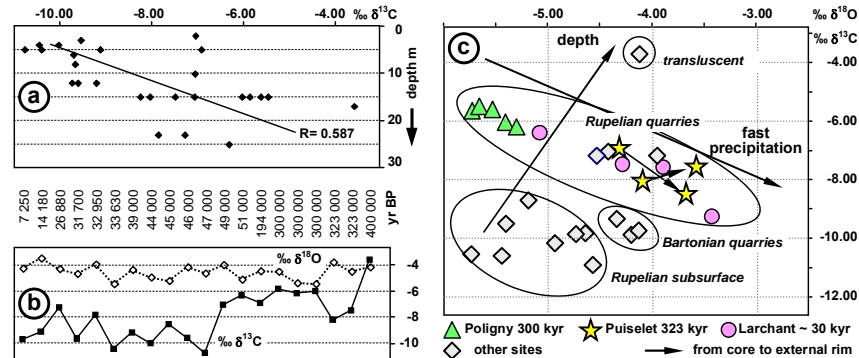 ‰ δ13C
-10.00 -6.00 -4.00
0
10
20
30
depth m
a
R= 0.587
7 250
14 180
26 880
31 700
32 950
33 630
39 000
44 000
45 000
46 000
47 000
49 000
51 000
194 000
300 000
300 000
300 000
323 000
323 000
400 000
yr BP
b
‰ δ18O
‰ δ13C
-4
-6
-8
-10
‰ δ18O
-5.00 -4.00 -3.00
‰ δ13C
-4.00
-6.00
-8.00
-10.00
-12.00
c
depth
translucent
Rupelian quarries
fast
precipitation
Bartonian quarries
Rupelian subsurface
Poligny 300 kyr Puiselet 323 kyr Larchant ~ 30 kyr
other sites from core to external rim